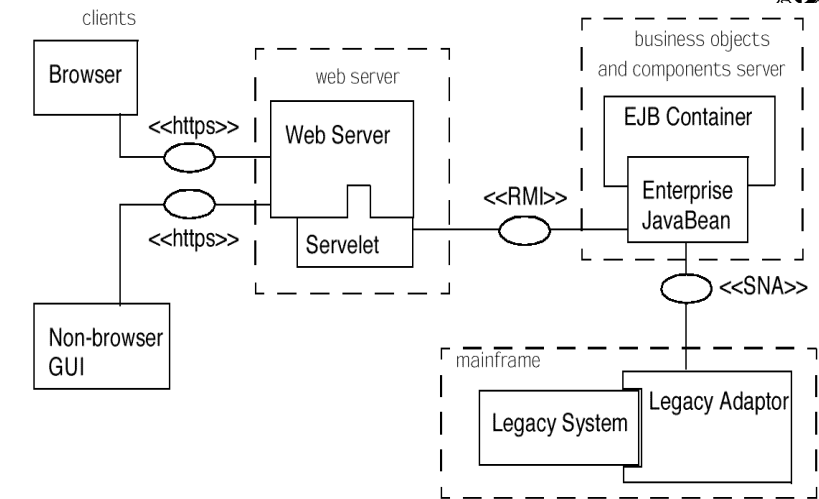 clients
Browser
<<https>>
web server
Web Server
<<https>>
Servelet
Non-browser
GUI
<<RMI>>
business objects
and components server
EJB Container
Enterprise
JavaBean
<<SNA>>
mainframe
Legacy System
Legacy Adaptor